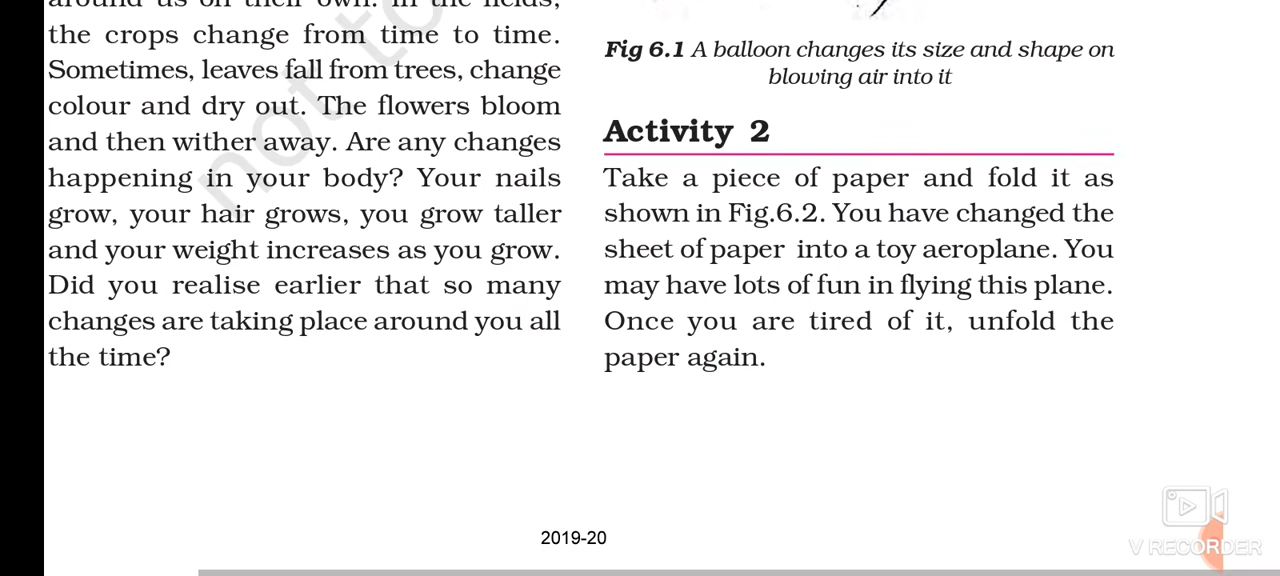 around us on their own. In the fields,
the crops change from time to time.
Sometimes, leaves fall from trees, change
colour and dry out. The flowers bloom
and then wither away. Are any changes
happening in your body? Your nails
grow, your hair grows, you grow taller
and your weight increases as you grow.
Did you realise earlier that so many
changes are taking place around you all
the time?
Fig 6.1 A balloon changes its size and shape on
blowing air into it
Activity 2
Take a piece of paper and fold it as
shown in Fig.6.2. You have changed the
sheet of paper into a toy aeroplane. You
may have lots of fun in flying this plane.
Once you are tired of it, unfold the
paper again.
not to
2019-20
V RECORDER